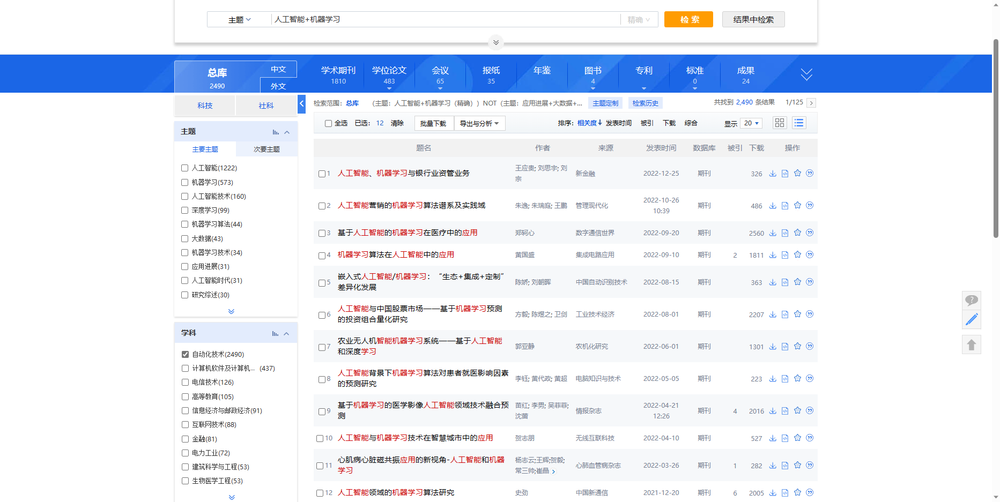 主题 人工智能+机器学习 精确 检 索 结果中检索
总库 2490 中文 外文
学术期刊 1810
学位论文 483
会议 65
报纸 35
年鉴
图书 4
专利
标准 0
成果 24
科技 社科
检索范围：总库 （主题：人工智能+机器学习（精确））NOT（主题：应用进展+大数据+... 主题定制 检索历史 共找到 2,490 条结果 1/125
全选 已选：12 清除 批量下载 导出与分析 排序：相关度 发表时间 被引 下载 综合 显示 20
主题
主要主题 次要主题
人工智能(1222)
机器学习(573)
人工智能技术(160)
深度学习(99)
机器学习算法(44)
大数据(43)
机器学习技术(34)
应用进展(31)
人工智能时代(31)
研究综述(30)
学科
自动化技术(2490)
计算机软件及计算机... (437)
电信技术(126)
高等教育(105)
信息经济与邮政经济(91)
互联网技术(88)
金融(81)
电力工业(72)
建筑科学与工程(53)
生物医学工程(53)
题名 作者 来源 发表时间 数据库 被引 下载 操作
1 人工智能、机器学习与银行业资管业务 王应贵; 刘思宇; 刘宗 新金融 2022-12-25 期刊 326
2 人工智能营销的机器学习算法谱系及实践域 朱逸; 朱瑞庭; 王鹏 管理现代化 2022-10-26 10:39 期刊 486
3 基于人工智能的机器学习在医疗中的应用 郑轲心 数字通信世界 2022-09-20 期刊 2560
4 机器学习算法在人工智能中的应用 黄国盛 集成电路应用 2022-09-10 期刊 2 1811
5 嵌入式人工智能/机器学习：“生态+集成+定制”差异化发展 陈娇; 刘朝晖 中国自动识别技术 2022-08-15 期刊 363
6 人工智能与中国股票市场——基于机器学习预测的投资组合量化研究 方毅; 陈煜之; 卫剑 工业技术经济 2022-08-01 期刊 2207
7 农业无人机智能机器学习系统——基于人工智能和深度学习 郭亚静 农机化研究 2022-06-01 期刊 1301
8 人工智能背景下机器学习算法对患者就医影响因素的预测研究 李钰; 黄代政; 黄超 电脑知识与技术 2022-05-05 期刊 223
9 基于机器学习的医学影像人工智能领域技术融合预测 苗红; 李男; 吴菲菲; 沈菌 情报杂志 2022-04-21 12:26 期刊 4 2016
10 人工智能与机器学习技术在智慧城市中的应用 贺志朋 无线互联科技 2022-04-10 期刊 527
11 心肌病心脏磁共振应用的新视角-人工智能和机器学习 杨志云;王辉;贺毅;常三帅;崔晶 心肺血管病杂志 2022-03-26 期刊 1 282
12 人工智能领域的机器学习算法研究 史劲 中国新通信 2021-12-20 期刊 6 2005